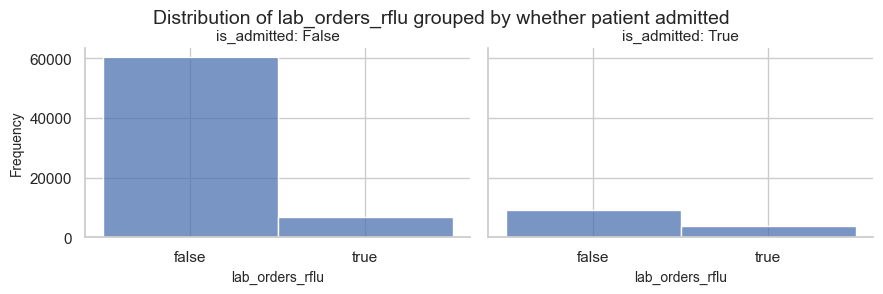 Distribution of lab_orders_rflu grouped by whether patient admitted
is_admitted: False
is_admitted: True
60000
40000
20000
0
Frequency
false
true
false
true
lab_orders_rflu
lab_orders_rflu